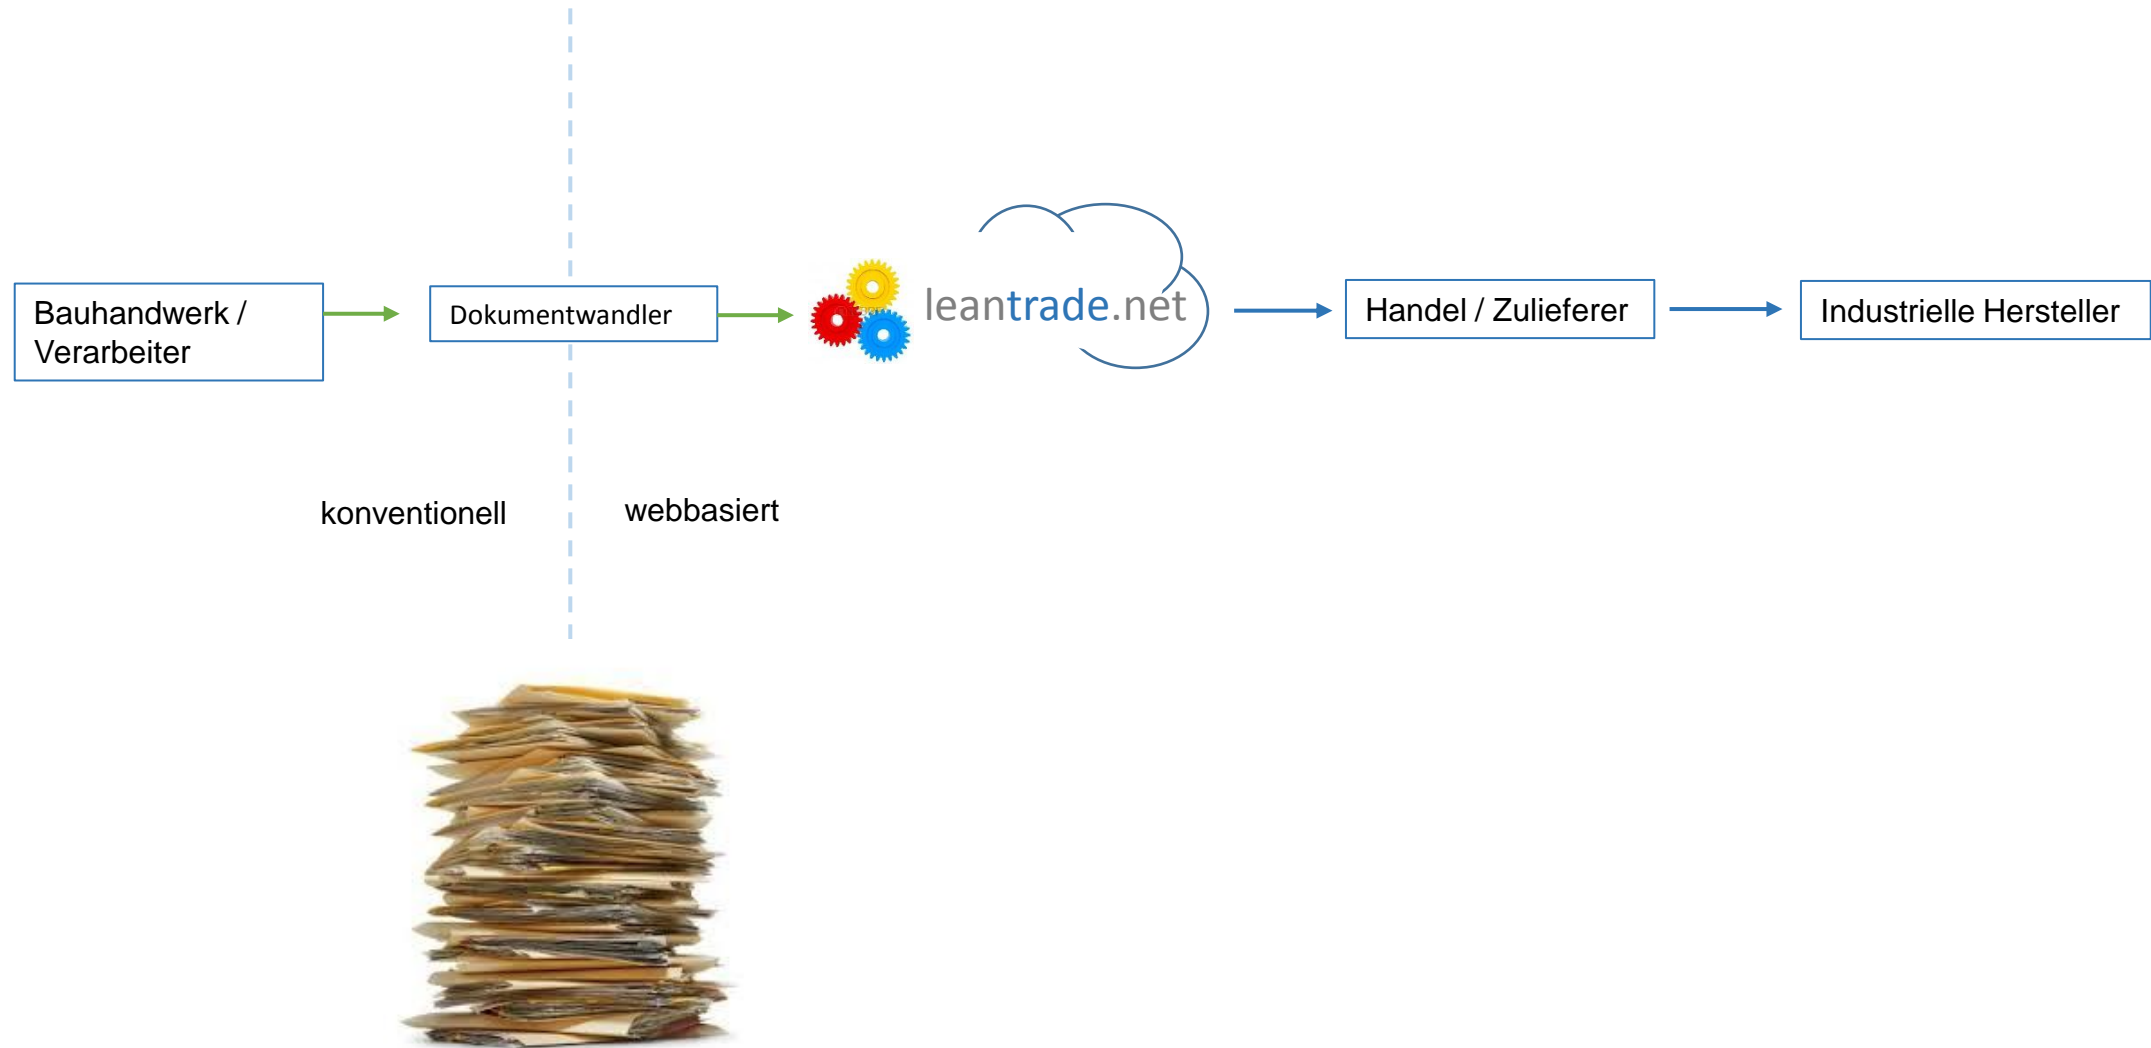 Bauhandwerk /
Verarbeiter
Dokumentwandler
leantrade.net
Handel / Zulieferer
Industrielle Hersteller
konventionell
webbasiert